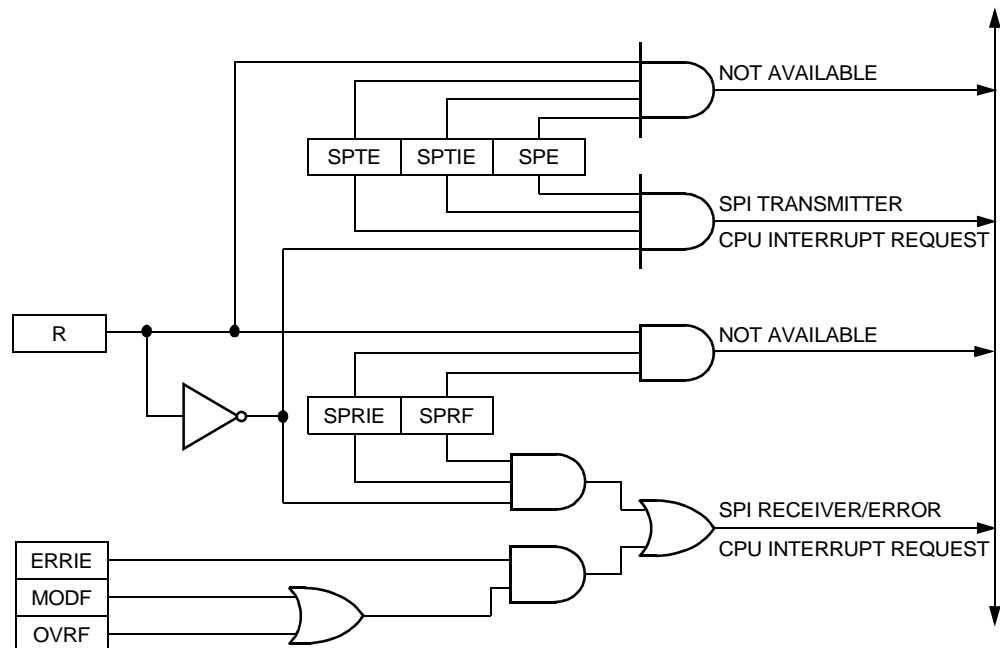 NOT AVAILABLE
SPTE SPTIE SPE
SPI TRANSMITTER
CPU INTERRUPT REQUEST
R
NOT AVAILABLE
SPRIE SPRF
SPI RECEIVER/ERROR
CPU INTERRUPT REQUEST
ERRIE
MODF
OVRF